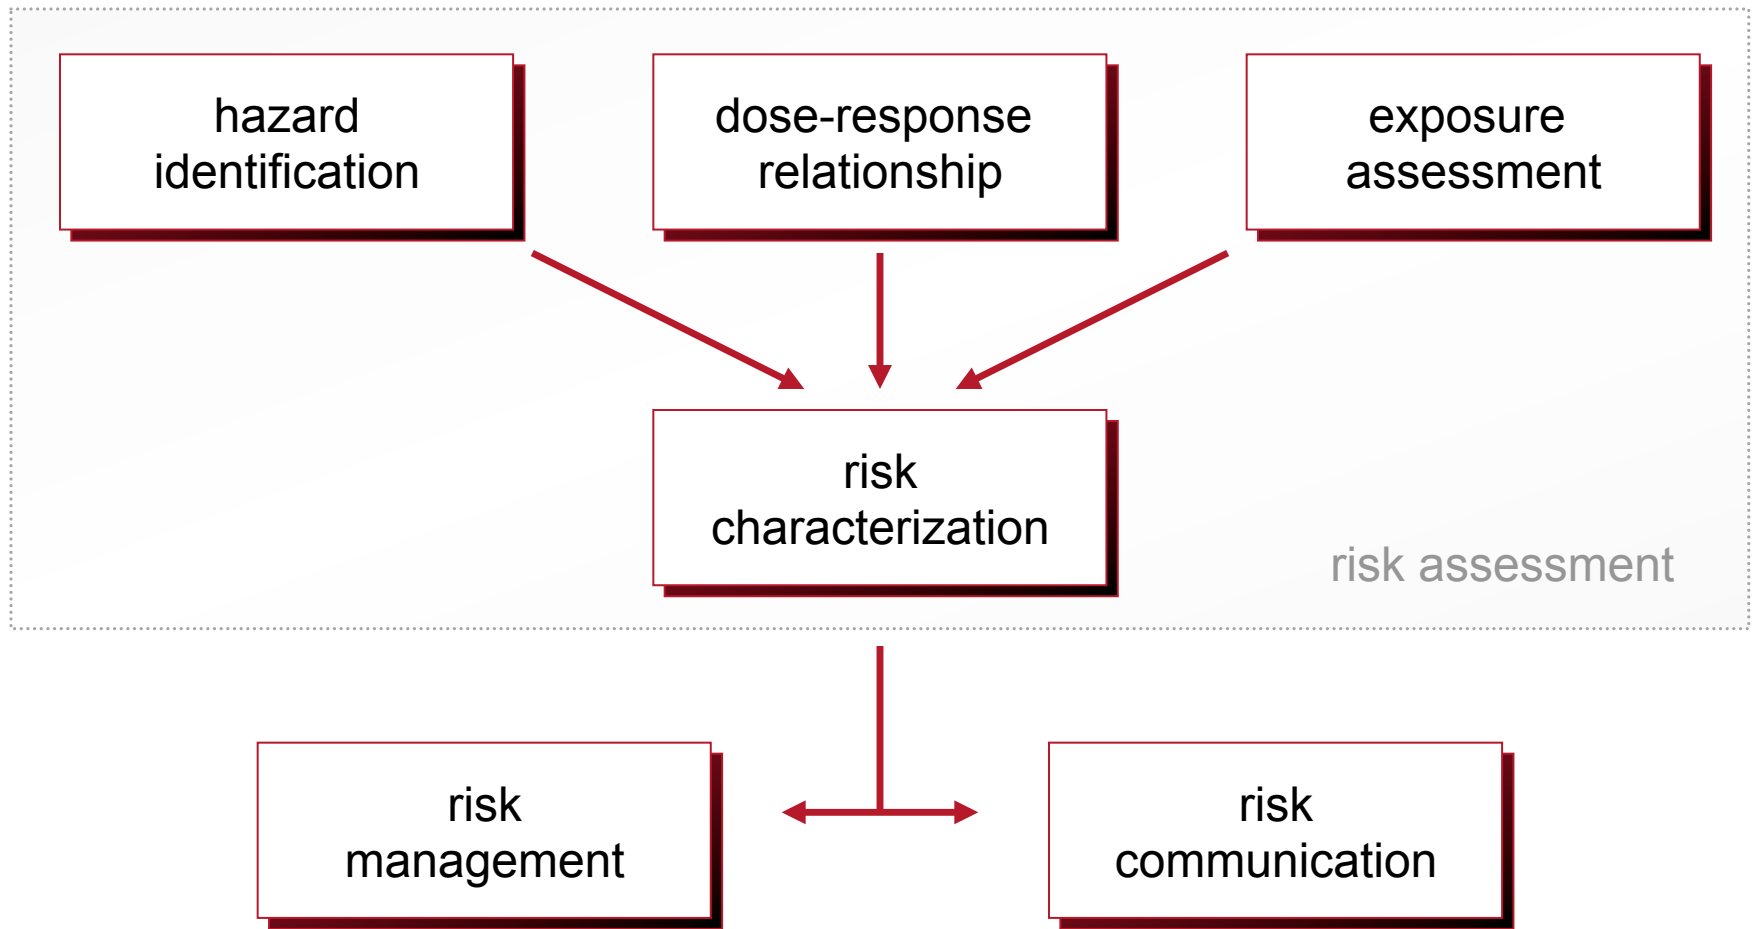 hazard
identification
dose-response
relationship
exposure
assessment
risk
characterization
risk assessment
risk
management
risk
communication